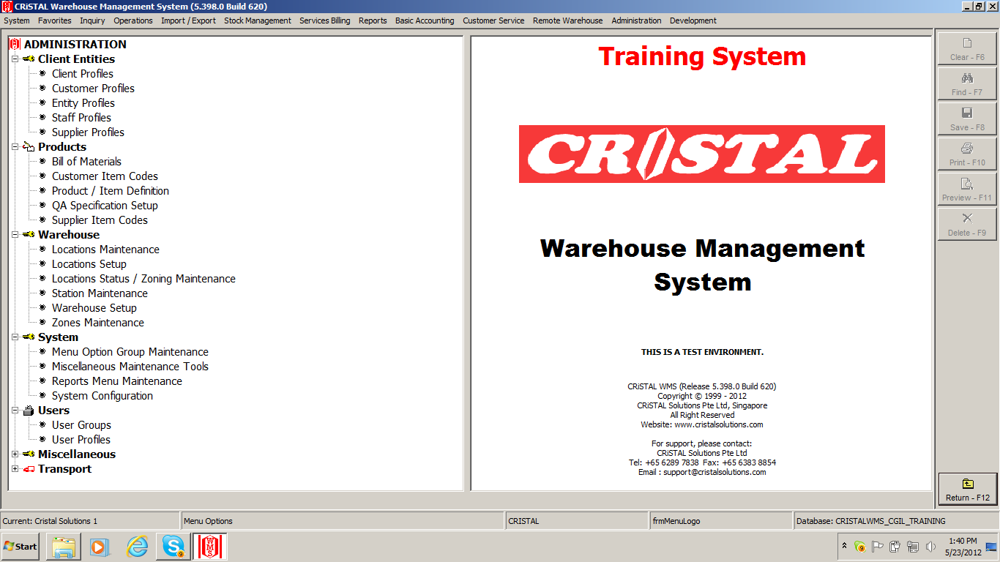 CRiSTAL Warehouse Management System (5.398.0 Build 620)
System Favorites Inquiry Operations Import / Export Stock Management Services Billing Reports Basic Accounting Customer Service Remote Warehouse Administration Development
ADMINISTRATION
Client Entities
Client Profiles
Customer Profiles
Entity Profiles
Staff Profiles
Supplier Profiles
Products
Bill of Materials
Customer Item Codes
Product / Item Definition
QA Specification Setup
Supplier Item Codes
Warehouse
Locations Maintenance
Locations Setup
Locations Status / Zoning Maintenance
Station Maintenance
Warehouse Setup
Zones Maintenance
System
Menu Option Group Maintenance
Miscellaneous Maintenance Tools
Reports Menu Maintenance
System Configuration
Users
User Groups
User Profiles
Miscellaneous
Transport
Training System
CRISTAL
Warehouse Management
System
THIS IS A TEST ENVIRONMENT.
CRiSTAL WMS (Release 5.398.0 Build 620)
Copyright © 1999 - 2012
CRiSTAL Solutions Pte Ltd, Singapore
All Right Reserved
Website: www.cristalsolutions.com
For support, please contact:
CRiSTAL Solutions Pte Ltd
Tel: +65 6289 7838 Fax: +65 6383 8854
Email : support@cristalsolutions.com
Clear - F6
Find - F7
Save - F8
Print - F10
Preview - F11
Delete - F9
Return - F12
Current: Cristal Solutions 1
Menu Options
CRISTAL
frmMenuLogo
Database: CRISTALWMS_CGIL_TRAINING
Start
9
WMS
9
1:40 PM
5/23/2012